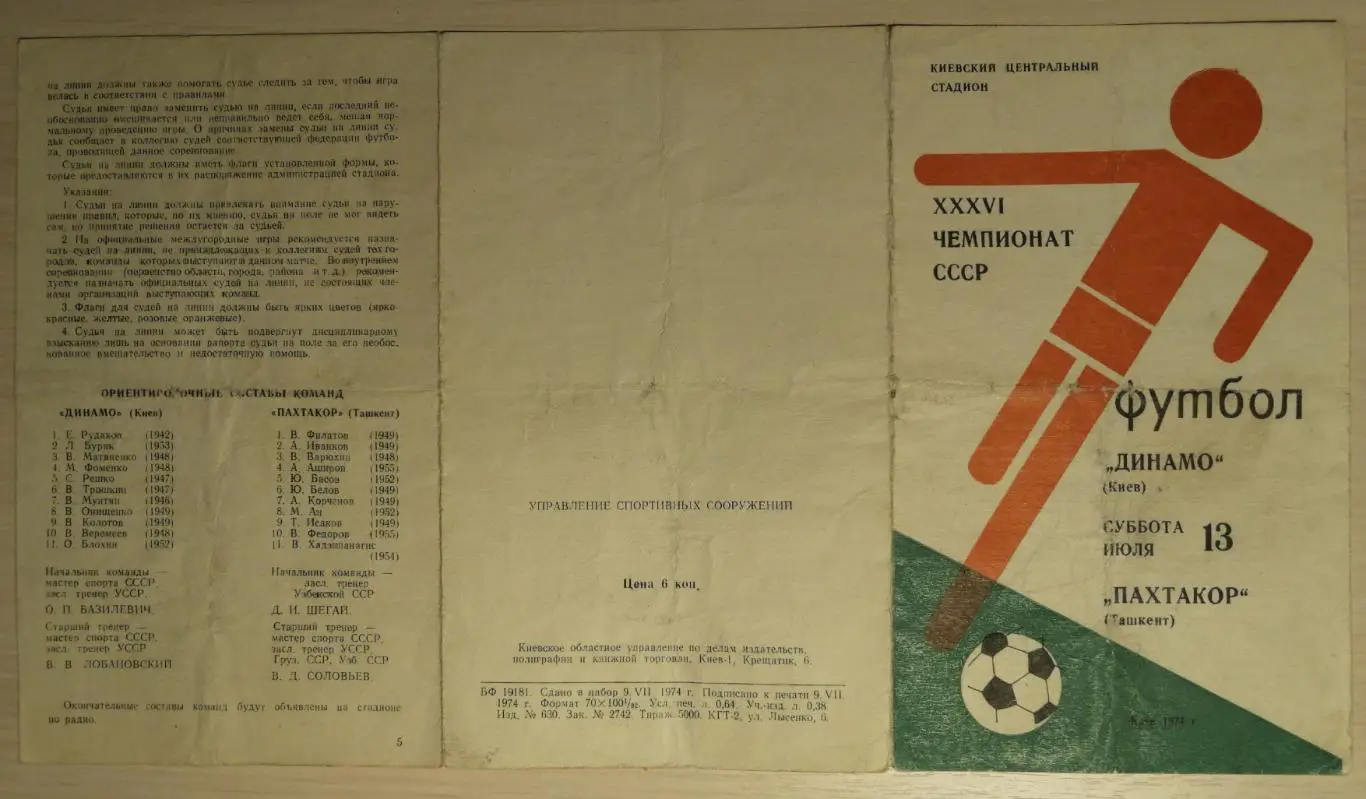 на линии должны также помогать судье следить за тем, чтобы игра
велась в соответствии с правилами
Судья имеет право заменить судью на линии, если последний не-
обоснованно вмешивается или неправильно ведет себя, мешая нор-
мальному проведению игры. О причинах замены судьи на линии су-
дья сообщает в коллегию судей соответствующей федерации футбо-
ла, проводящей данное соревнование.
Судьи на линии должны иметь флаги установленной формы, ко-
торые предоставляются в их распоряжение администрацией стадиона.
Указания:
1 Судьи на линии должны привлекать внимание судьи на нару-
шения правил, которые, по их мнению, судья на поле не мог видеть
сам, но принятие решения остается за судьей.
2 На официальные междугородные игры рекомендуется назна-
чать судей на линии, не принадлежащих к коллегиям судей тех го-
родов, команды которых выступают в данном матче. Во внутреннем
соревновании (первенство области, города, района и т. д.) рекомен-
дуется назначать официальных судей на линии, не состоящих чле-
нами организаций выступающих команд.
3. Флаги для судей на линии должны быть ярких цветов (ярко-
красные, желтые, розовые оранжевые).
4. Судья на линии может быть подвергнут дисциплинарному
взысканию лишь на основании рапорта судьи на поле за его необос,
нованное вмешательство и недостаточную помощь.
ОРИЕНТИРОВОЧНЫЕ СОСТАВЫ КОМАНД
«ДИНАМО» (Киев)
1. Е. Рудаков (1942)
2 Л. Буряк (1953)
3. В. Матвиенко (1948)
4. М. Фоменко (1948)
5. С. Решко (1947)
6. В Трошкин (1947)
7. В. Мунтян (1946)
8. В Онищенко (1949)
9 В Колотов (1949)
10 В Веремеев (1948)
11. О. Блохин (1952)
Начальник команды —
мастер спорта СССР,
засл тренер УССР.
О. П. БАЗИЛЕВИЧ.
Старший тренер —
мастер спорта СССР.
засл. тренер УССР
В. В ЛОБАНОВСКИЙ
«ПАХТАКОР» (Ташкент)
1. В. Филатов (1949)
2. А. Иванков (1949)
3. В. Варюхин (1948)
4. А. Аширов (1955)
5. Ю. Басов (1952)
6. Ю. Белов (1949)
7. А. Корченов (1949)
8. М. Ан (1952)
9. Т. Исаков (1949)
10. В. Федоров (1955)
11. В. Хадзипанагис
(1954)
Начальник команды —
засл. тренер
Узбекской ССР
Д. И. ШЕГАЙ.
Старший тренер —
мастер спорта СССР,
засл. тренер УССР,
Груз. ССР, Узб. ССР
В. Д. СОЛОВЬЕВ.
Окончательные составы команд будут объявлены на стадионе
по радио.
5
УПРАВЛЕНИЕ СПОРТИВНЫХ СООРУЖЕНИЙ
Цена 6 коп.
Киевское областное управление по делам издательств,
полиграфии и книжной торговли. Киев-1, Крещатик, 6.
БФ 19181. Сдано в набор 9. VII 1974 г. Подписано к печати 9. VII
1974 г. Формат 70×100¹/₃₂. Усл. печ. л. 0,64. Уч.-изд. л. 0,38
Изд. № 630. Зак. № 2742. Тираж 5000. КГТ-2, ул. Лысенко, 6.
КИЕВСКИЙ ЦЕНТРАЛЬНЫЙ
СТАДИОН
XXXVI
ЧЕМПИОНАТ
СССР
футбол
„ДИНАМО“
(Киев)
СУББОТА
ИЮЛЯ 13
„ПАХТАКОР“
(Ташкент)
Киев 1974 г